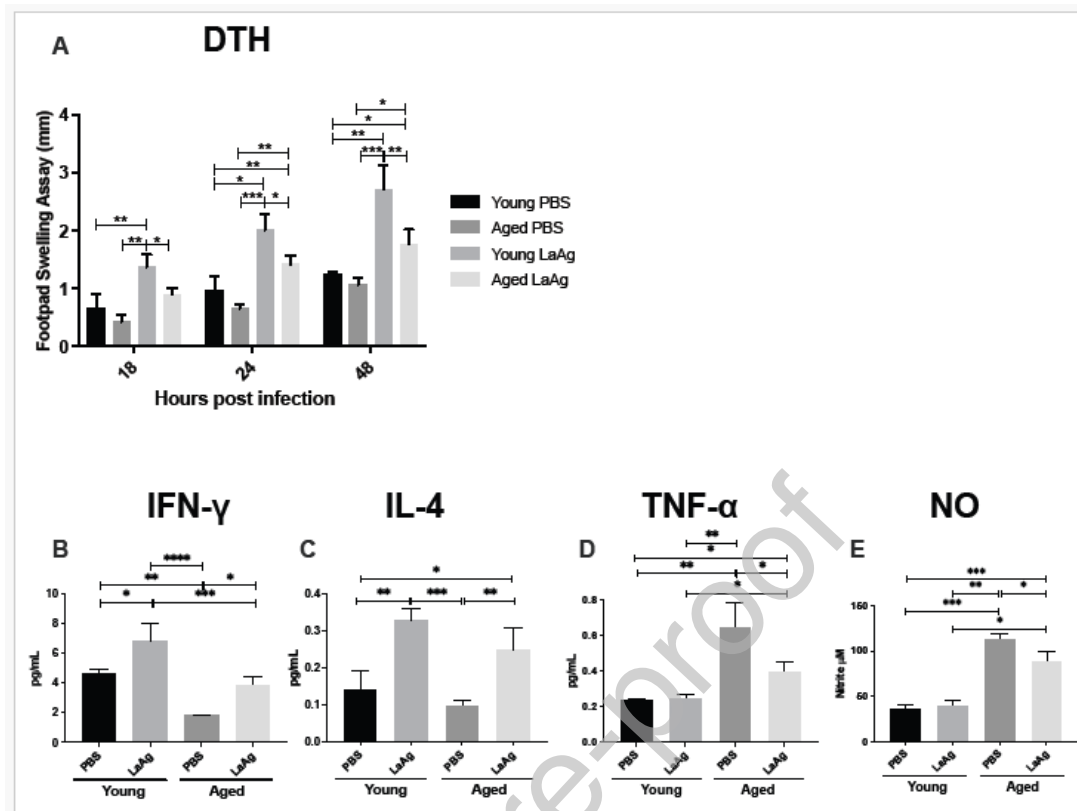 A
DTH
Footpad Swelling Assay (mm)
4
3
2
1
0
*
*
**
*** **
**
**
*
*** *
**
** *
18
24
48
Hours post infection
Young PBS
Aged PBS
Young LaAg
Aged LaAg
IFN-γ
B
****
** *
* ***
pg/mL
10
8
6
4
2
0
PBS
LaAg
PBS
LaAg
Young
Aged
IL-4
C
*
** *** **
pg/mL
0.4
0.3
0.2
0.1
0.0
PBS
LaAg
PBS
LaAg
Young
Aged
TNF-α
D
**
*
** *
*
pg/mL
0.8
0.6
0.4
0.2
0.0
PBS
LaAg
PBS
LaAg
Young
Aged
NO
E
***
** *
***
*
Nitrite µM
150
100
50
0
PBS
LaAg
PBS
LaAg
Young
Aged
re-proof